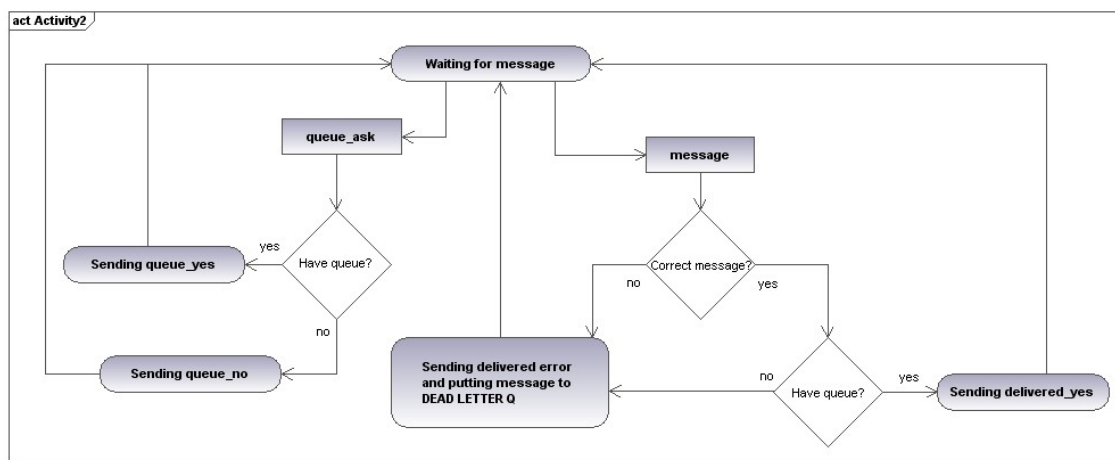 act Activity2
Waiting for message
queue_ask
message
yes
Have queue?
Sending queue_yes
no
Sending queue_no
Correct message?
no
yes
Sending delivered error
and putting message to
DEAD LETTER Q
no
Have queue?
yes
Sending delivered_yes